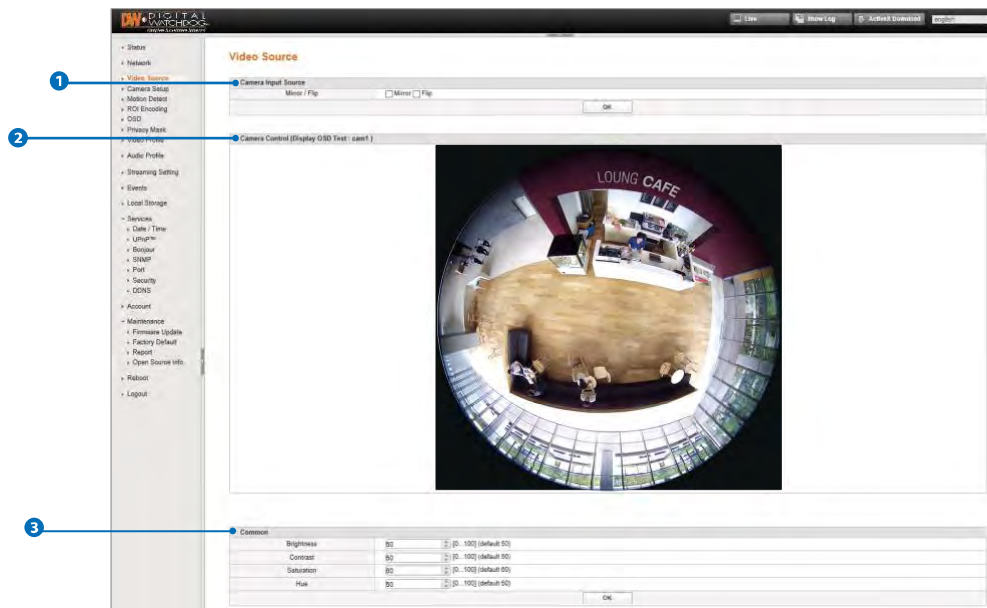 DW DIGITAL
WATCHDOG
Live
Show Log
ActiveX Download
english
Status
Network
Video Source
Camera Setup
Motion Detect
ROI Encoding
OSD
Privacy Mask
Video Profile
Audio Profile
Streaming Setting
Events
Local Storage
Services
Date / Time
UPnP™
Bonjour
SNMP
Port
Security
DDNS
Account
Maintenance
Firmware Update
Factory Default
Report
Open Source Info.
Reboot
Logout
Video Source
1
Camera Input Source
Mirror / Flip Mirror Flip
OK
2
Camera Control (Display OSD Test : cam1 )
LOUNG CAFE
3
Common
Brightness 50 [0...100] (default 50)
Contrast 50 [0...100] (default 50)
Saturation 50 [0...100] (default 50)
Hue 50 [0...100] (default 50)
OK